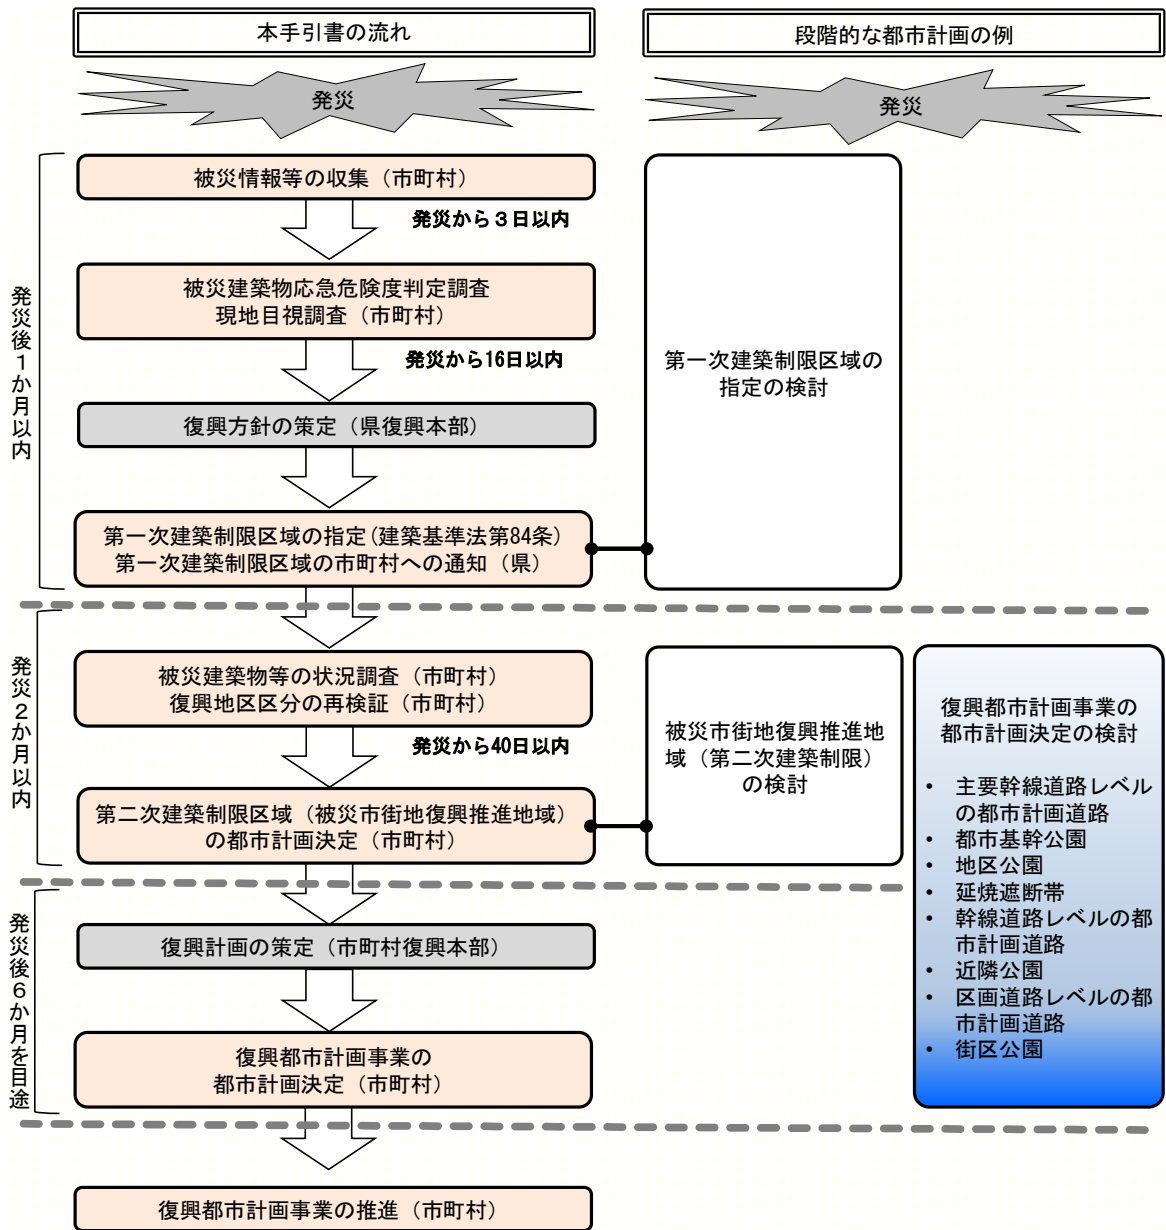 本手引書の流れ
段階的な都市計画の例
発災
発災
発災後1か月以内
被災情報等の収集（市町村）
発災から３日以内
被災建築物応急危険度判定調査
現地目視調査（市町村）
発災から16日以内
復興方針の策定（県復興本部）
第一次建築制限区域の指定(建築基準法第84条)
第一次建築制限区域の市町村への通知（県）
第一次建築制限区域の
指定の検討
発災2か月以内
被災建築物等の状況調査（市町村）
復興地区区分の再検証（市町村）
発災から40日以内
第二次建築制限区域（被災市街地復興推進地域）
の都市計画決定（市町村）
被災市街地復興推進地
域（第二次建築制限）
の検討
復興都市計画事業の
都市計画決定の検討
• 主要幹線道路レベル
の都市計画道路
• 都市基幹公園
• 地区公園
• 延焼遮断帯
• 幹線道路レベルの都
市計画道路
• 近隣公園
• 区画道路レベルの都
市計画道路
• 街区公園
発災後6か月を目途
復興計画の策定（市町村復興本部）
復興都市計画事業の
都市計画決定（市町村）
復興都市計画事業の推進（市町村）